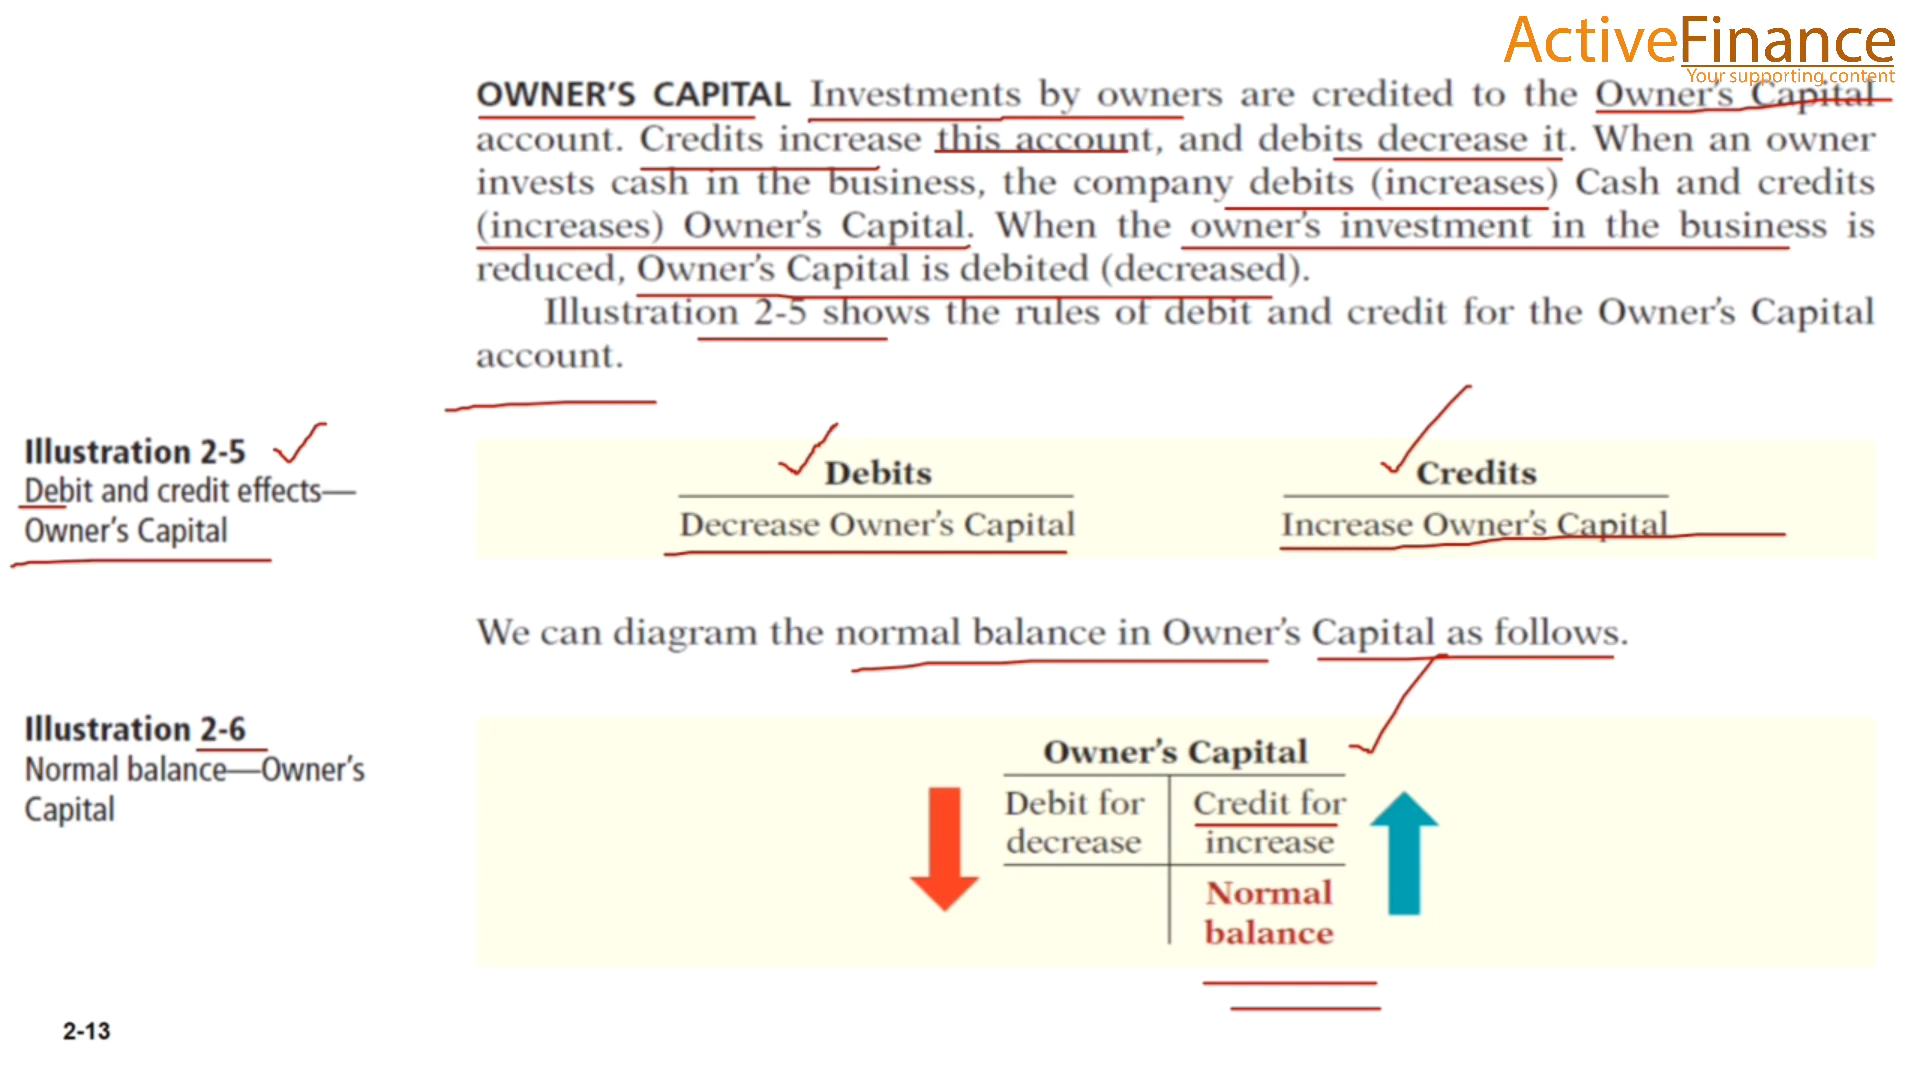 ActiveFinance
Your supporting content
OWNER'S CAPITAL Investments by owners are credited to the Owner's Capital
account. Credits increase this account, and debits decrease it. When an owner
invests cash in the business, the company debits (increases) Cash and credits
(increases) Owner's Capital. When the owner's investment in the business is
reduced, Owner's Capital is debited (decreased).
Illustration 2-5 shows the rules of debit and credit for the Owner's Capital
account.
Illustration 2-5
Debit and credit effects—
Owner's Capital
Debits
Decrease Owner's Capital
Credits
Increase Owner's Capital
We can diagram the normal balance in Owner's Capital as follows.
Illustration 2-6
Normal balance—Owner's
Capital
Owner's Capital
Debit for
decrease
Credit for
increase
Normal
balance
2-13